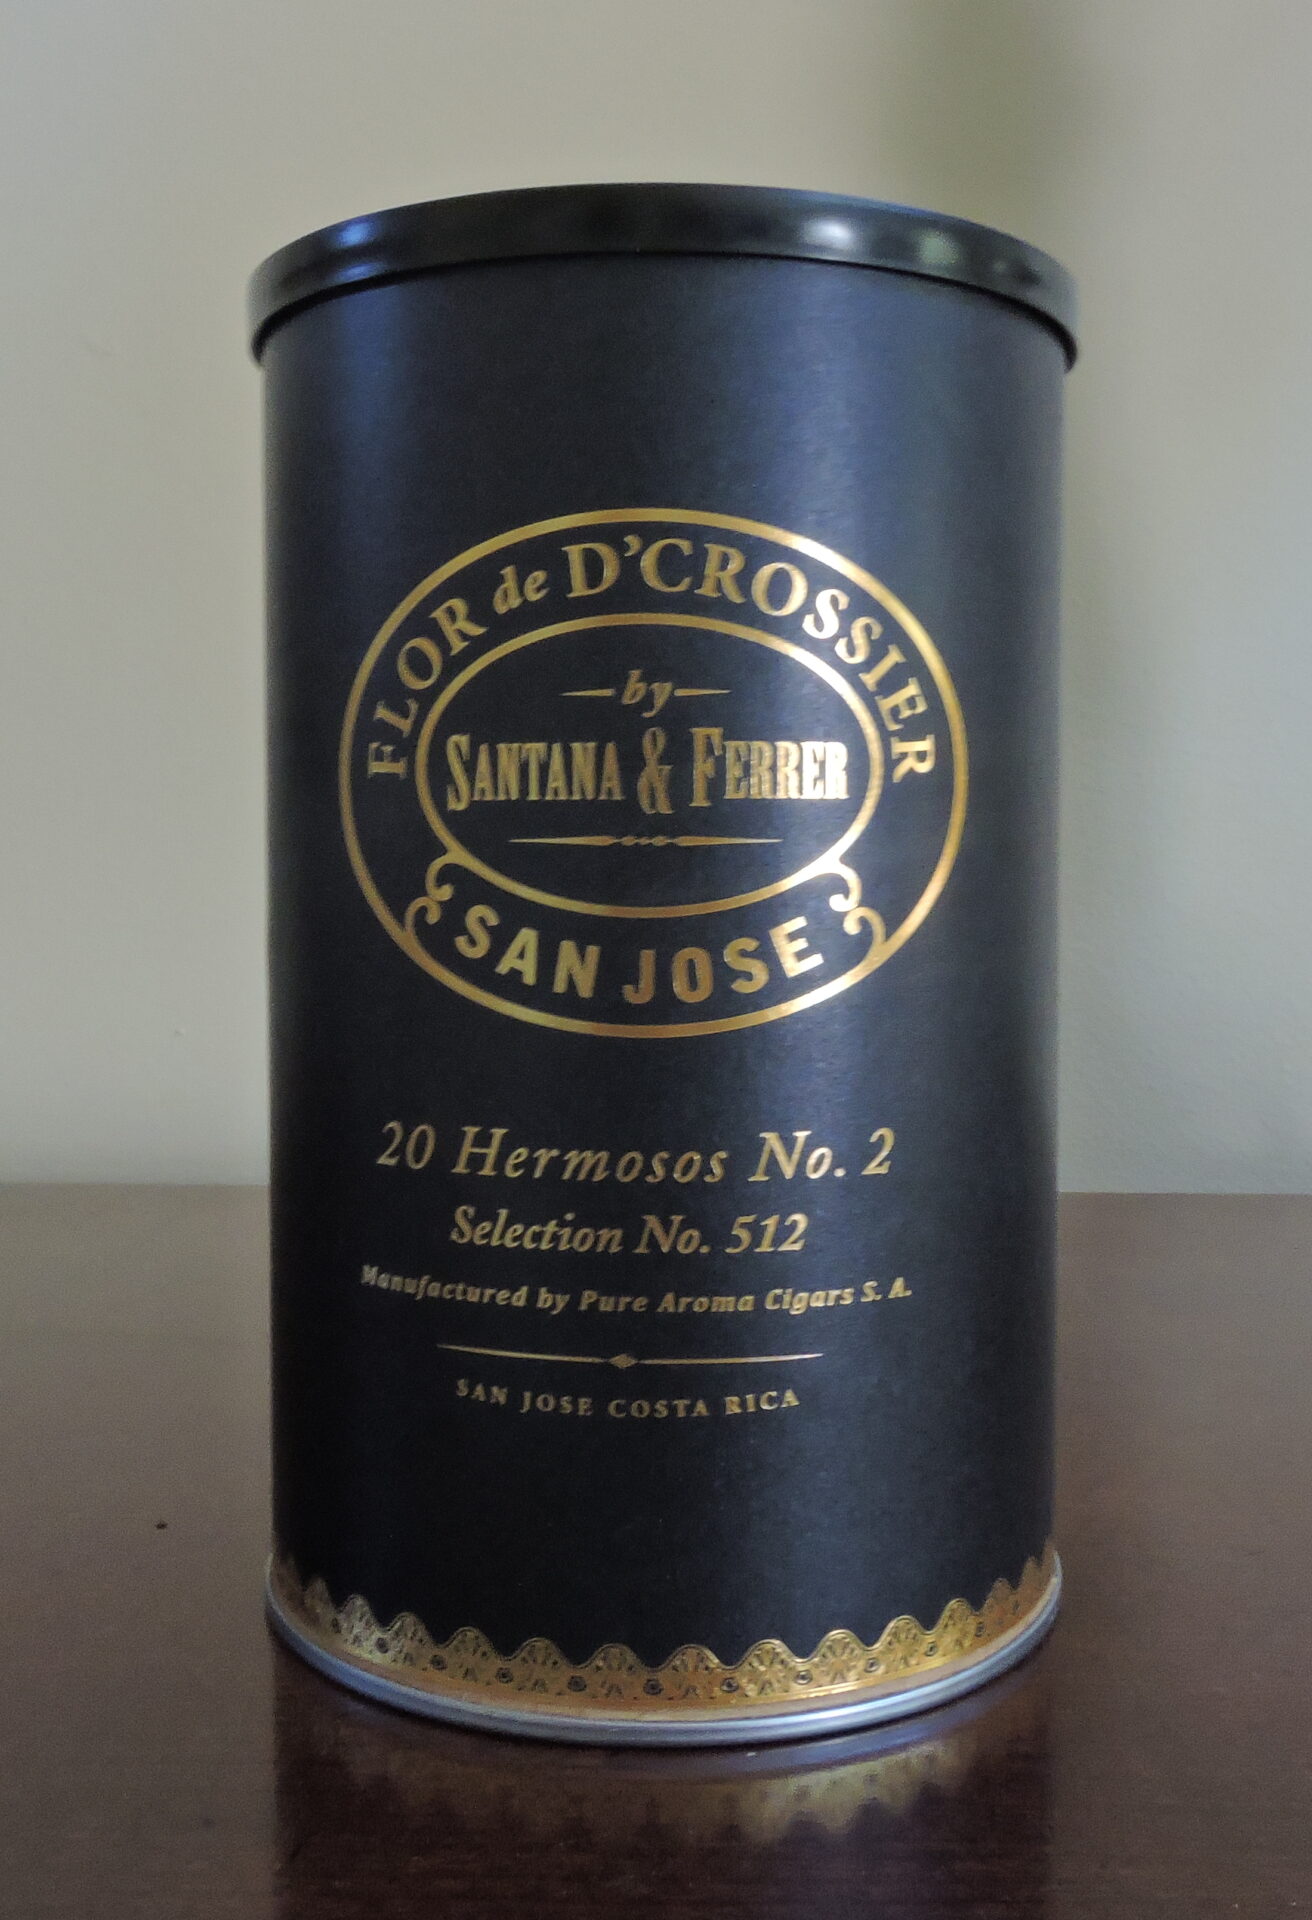 FLOR de D'CROSSIER
by
SANTANA & FERRER
SAN JOSE
20 Hermosos No. 2
Selection No. 512
Manufactured by Pure Aroma Cigars S. A.
SAN JOSE COSTA RICA